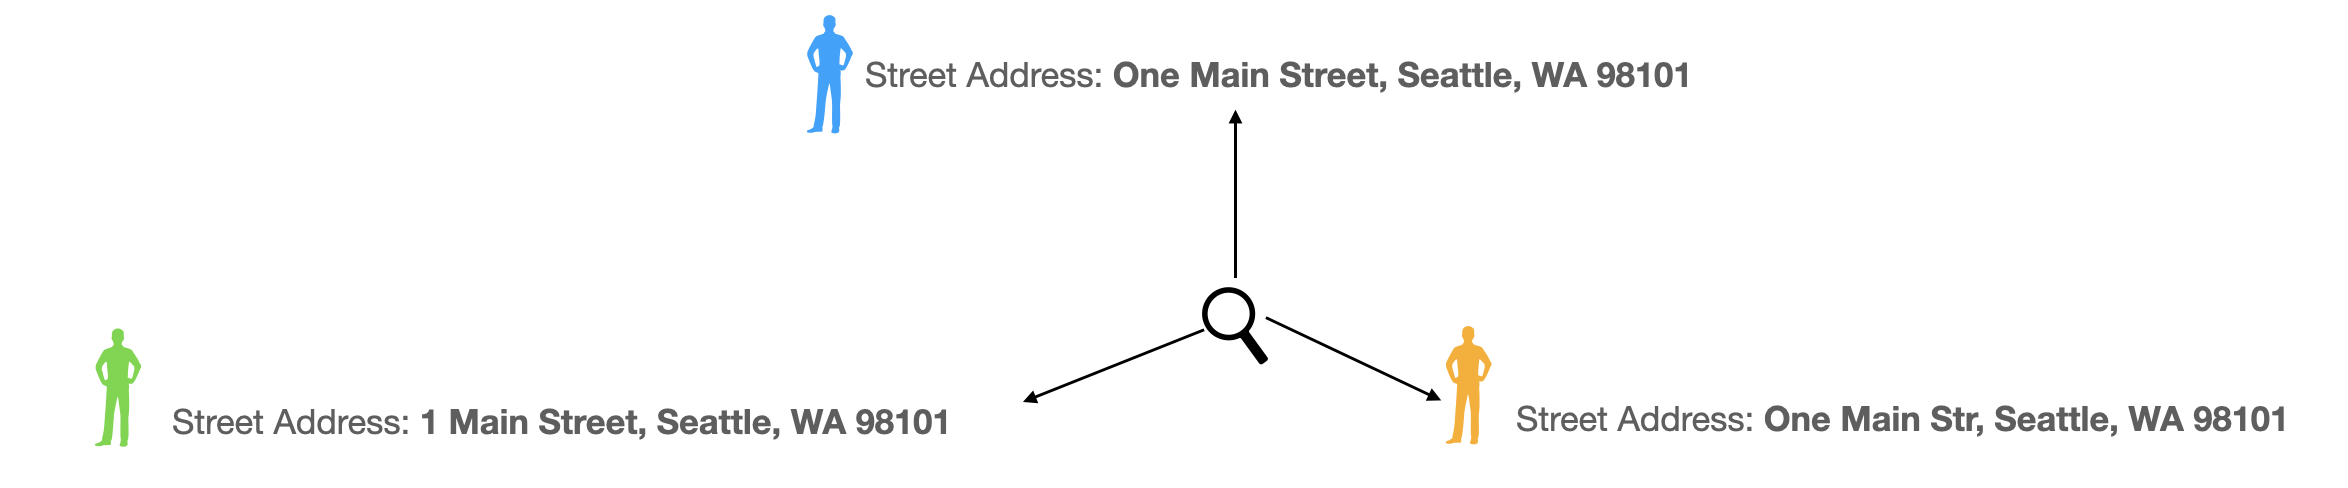 Street Address: One Main Street, Seattle, WA 98101
Street Address: 1 Main Street, Seattle, WA 98101
Street Address: One Main Str, Seattle, WA 98101